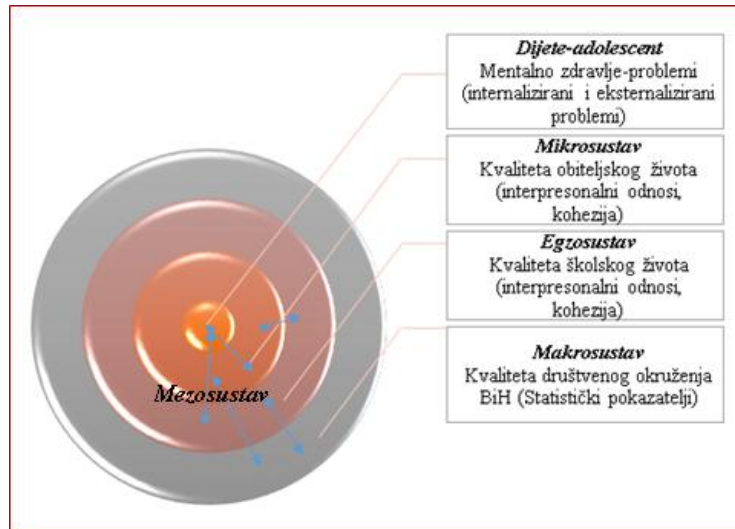 Dijete-adolescent
Mentalno zdravlje-problemi
(internalizirani i eksternalizirani
problemi)
Mikrosustav
Kvaliteta obiteljskog života
(interpresonalni odnosi,
kohezija)
Egzosustav
Kvaliteta školskog života
(interpresonalni odnosi,
kohezija)
Makrosustav
Kvaliteta društvenog okruženja
BiH (Statistički pokazatelji)
Mezosustav